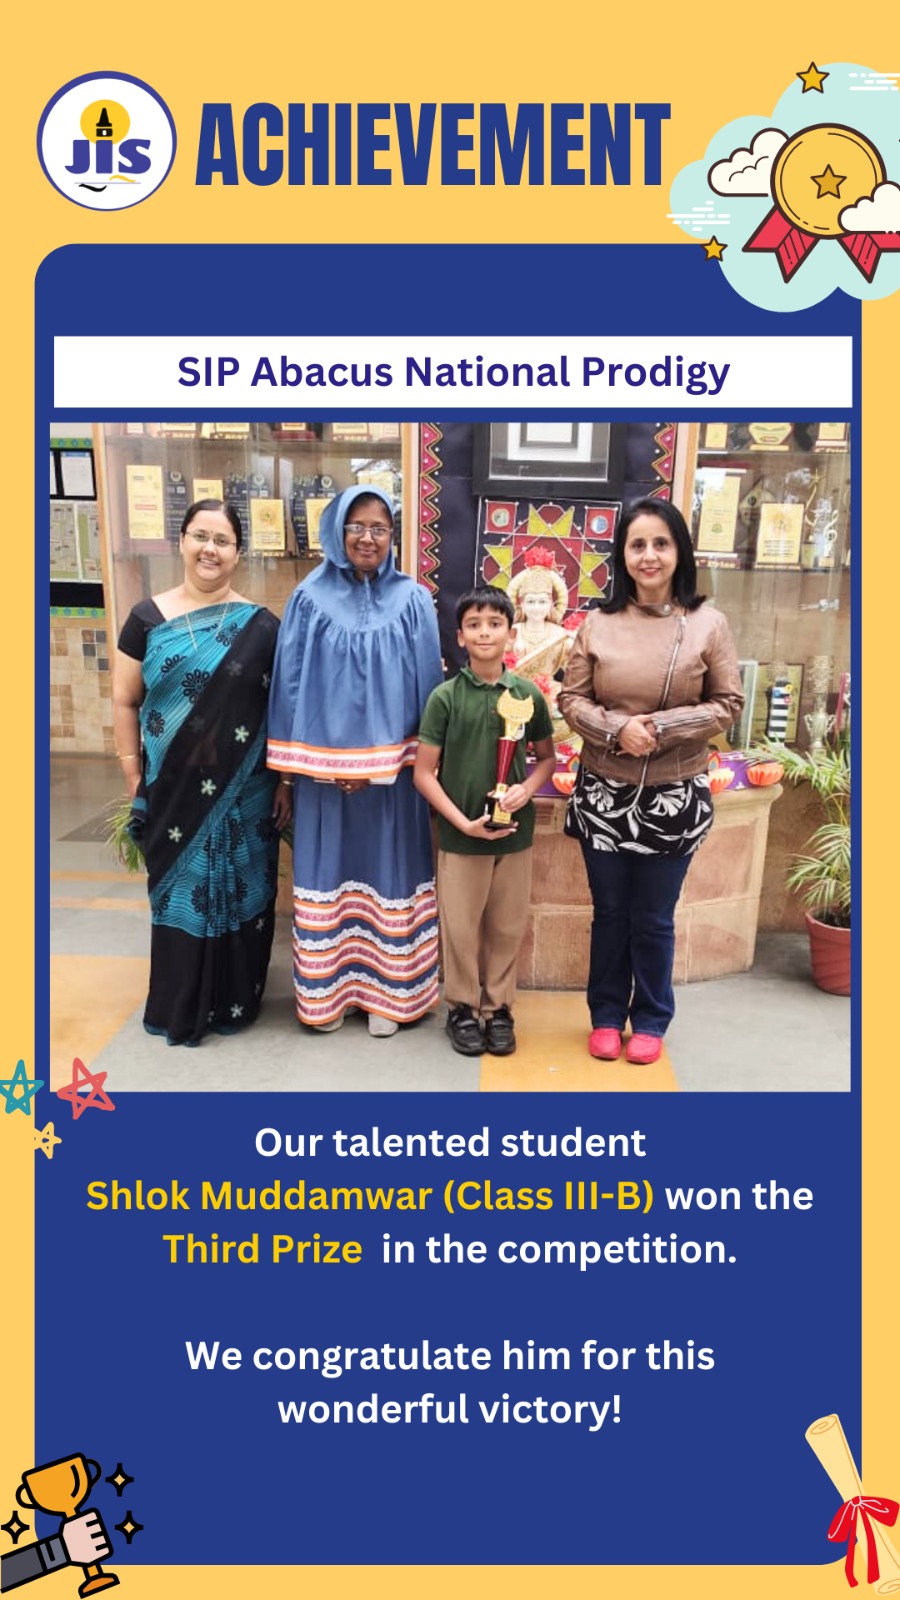 JIS
ACHIEVEMENT
SIP Abacus National Prodigy
Our talented student
Shlok Muddamwar (Class III-B) won the
Third Prize in the competition.
We congratulate him for this
wonderful victory!